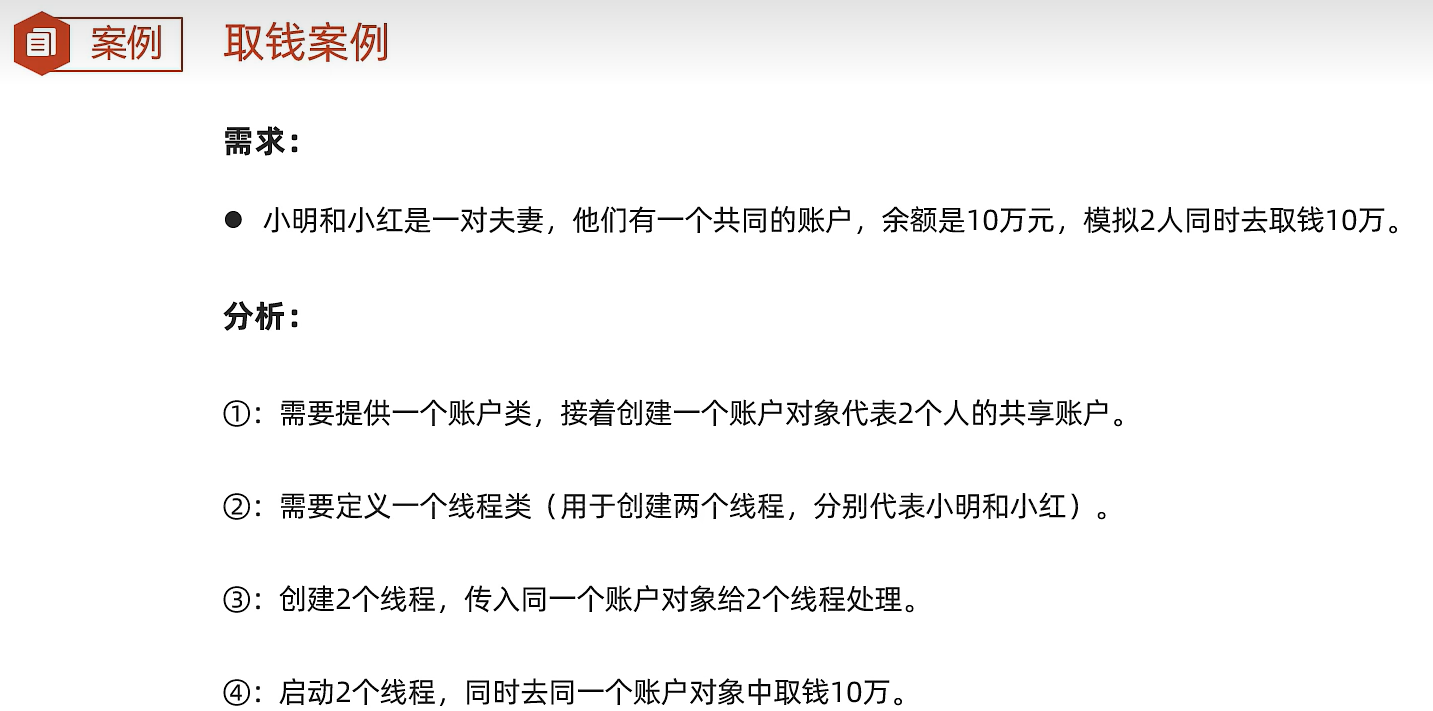 案例 取钱案例
需求：
● 小明和小红是一对夫妻，他们有一个共同的账户，余额是10万元，模拟2人同时去取钱10万。
分析：
①：需要提供一个账户类，接着创建一个账户对象代表2个人的共享账户。
②：需要定义一个线程类（用于创建两个线程，分别代表小明和小红）。
③：创建2个线程，传入同一个账户对象给2个线程处理。
④：启动2个线程，同时去同一个账户对象中取钱10万。